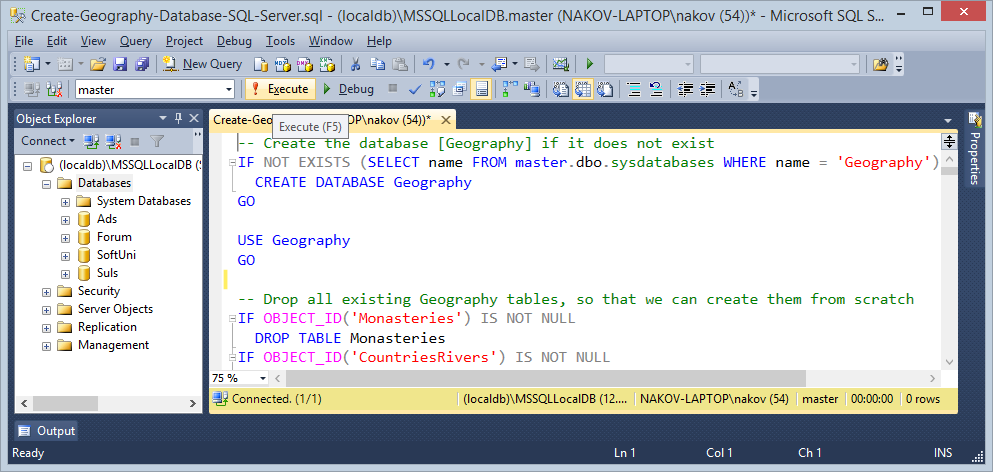 Create-Geography-Database-SQL-Server.sql - (localdb)\MSSQLLocalDB.master (NAKOV-LAPTOP\nakov (54))* - Microsoft SQL S...
File Edit View Query Project Debug Tools Window Help
New Query
MDX DMX XMLA
master Execute Debug
Object Explorer
Create-Geo OP\nakov (54))*
Execute (F5)
Connect
(localdb)\MSSQLLocalDB (
Databases
System Databases
Ads
Forum
SoftUni
Suls
Security
Server Objects
Replication
Management
-- Create the database [Geography] if it does not exist
IF NOT EXISTS (SELECT name FROM master.dbo.sysdatabases WHERE name = 'Geography')
CREATE DATABASE Geography
GO
USE Geography
GO
-- Drop all existing Geography tables, so that we can create them from scratch
IF OBJECT_ID('Monasteries') IS NOT NULL
DROP TABLE Monasteries
IF OBJECT_ID('CountriesRivers') IS NOT NULL
75 %
Connected. (1/1) (localdb)\MSSQLLocalDB (12.... NAKOV-LAPTOP\nakov (54) master 00:00:00 0 rows
Properties
Output
Ready Ln 1 Col 1 Ch 1 INS